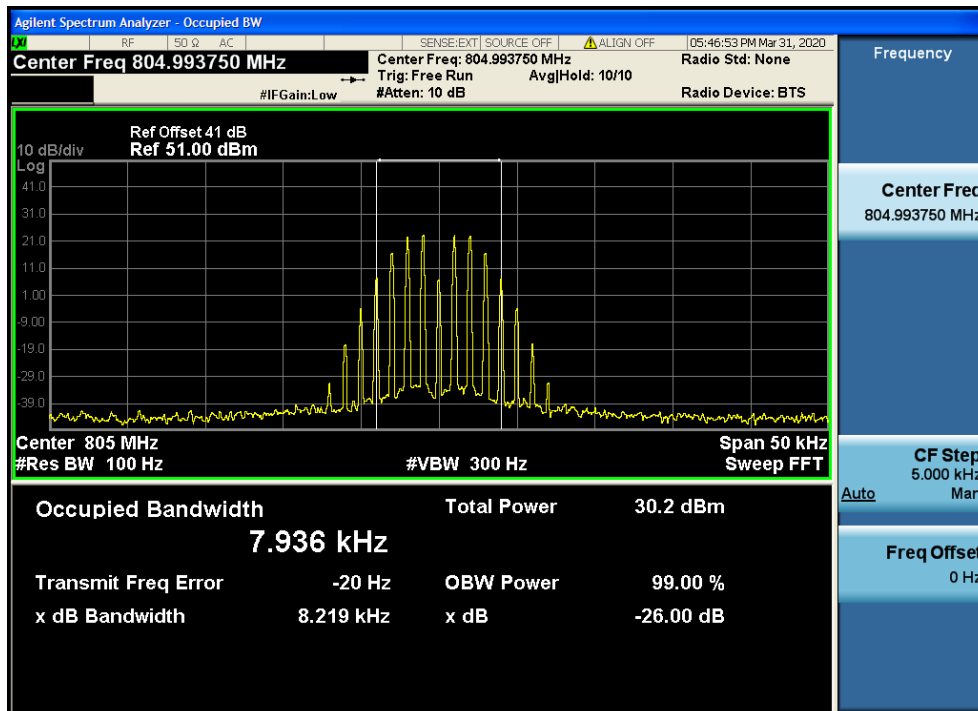 Agilent Spectrum Analyzer - Occupied BW
LXI RF 50 Ω AC SENSE:EXT SOURCE OFF ALIGN OFF 05:46:53 PM Mar 31, 2020
Center Freq 804.993750 MHz
Center Freq: 804.993750 MHz Radio Std: None
Trig: Free Run Avg|Hold: 10/10
#IFGain:Low #Atten: 10 dB Radio Device: BTS
Frequency
Ref Offset 41 dB
10 dB/div Ref 51.00 dBm
Log
41.0
31.0
21.0
11.0
1.00
-9.00
-19.0
-29.0
-39.0
Center 805 MHz Span 50 kHz
#Res BW 100 Hz #VBW 300 Hz Sweep FFT
Occupied Bandwidth Total Power 30.2 dBm
7.936 kHz
Transmit Freq Error -20 Hz OBW Power 99.00 %
x dB Bandwidth 8.219 kHz x dB -26.00 dB
Center Freq
804.993750 MHz
CF Step
5.000 kHz
Auto Man
Freq Offset
0 Hz